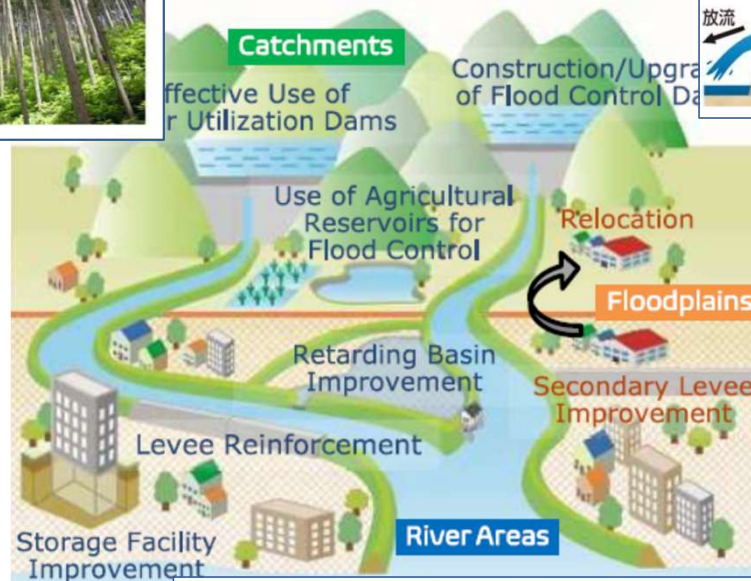 放流
Catchments
ffective Use of
r Utilization Dams
Construction/Upgra
of Flood Control Da
Use of Agricultural
Reservoirs for
Flood Control
Relocation
Floodplains
Retarding Basin
Improvement
Secondary Levee
Improvement
Levee Reinforcement
River Areas
Storage Facility
Improvement